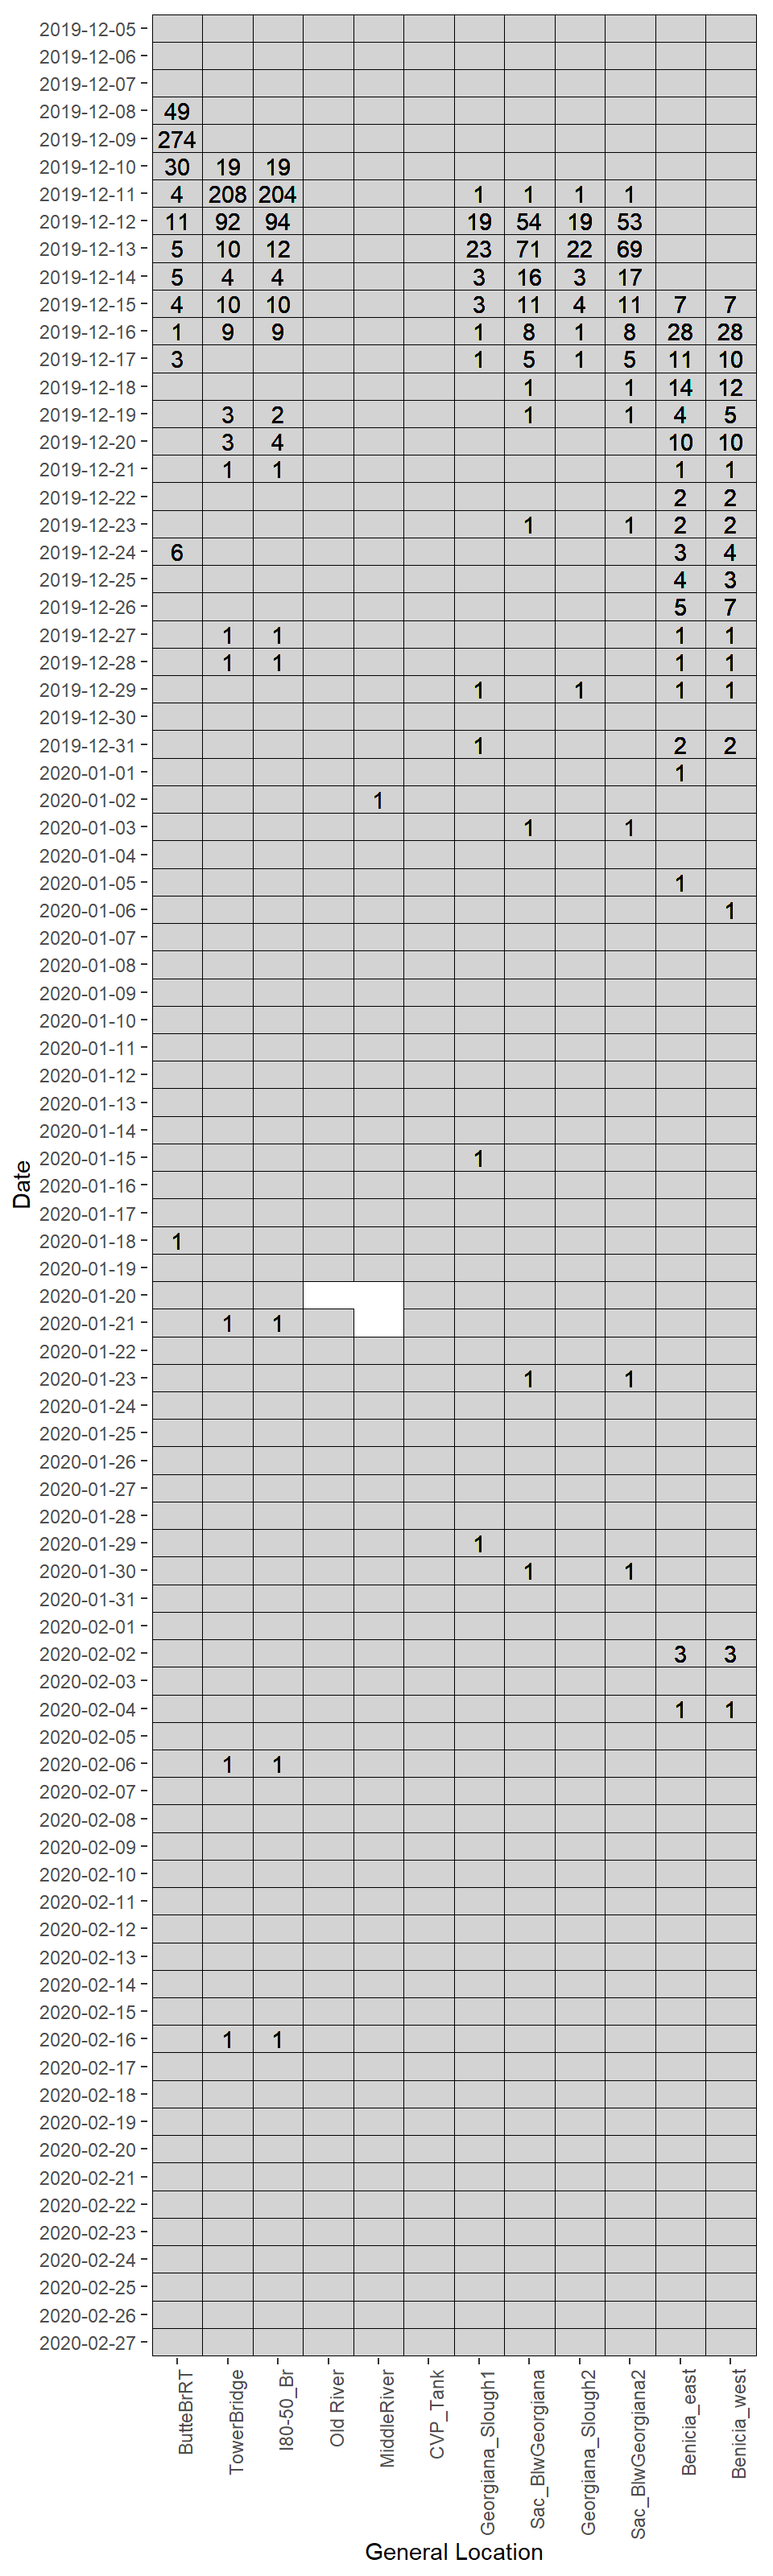 2019-12-05
2019-12-06
2019-12-07
2019-12-08 49
2019-12-09 274
2019-12-10 30 19 19
2019-12-11 4 208 204 1 1 1 1
2019-12-12 11 92 94 19 54 19 53
2019-12-13 5 10 12 23 71 22 69
2019-12-14 5 4 4 3 16 3 17
2019-12-15 4 10 10 3 11 4 11 7 7
2019-12-16 1 9 9 1 8 1 8 28 28
2019-12-17 3 1 5 1 5 11 10
2019-12-18 1 1 14 12
2019-12-19 3 2 1 1 4 5
2019-12-20 3 4 10 10
2019-12-21 1 1 1 1
2019-12-22 2 2
2019-12-23 1 1 2 2
2019-12-24 6 3 4
2019-12-25 4 3
2019-12-26 5 7
2019-12-27 1 1 1 1
2019-12-28 1 1 1 1
2019-12-29 1 1 1 1
2019-12-30
2019-12-31 1 2 2
2020-01-01 1
2020-01-02 1
2020-01-03 1 1
2020-01-04
2020-01-05 1
2020-01-06 1
2020-01-07
2020-01-08
2020-01-09
2020-01-10
2020-01-11
2020-01-12
2020-01-13
2020-01-14
2020-01-15 1
2020-01-16
2020-01-17
2020-01-18 1
2020-01-19
2020-01-20
2020-01-21 1 1
2020-01-22
2020-01-23 1 1
2020-01-24
2020-01-25
2020-01-26
2020-01-27
2020-01-28
2020-01-29 1
2020-01-30 1 1
2020-01-31
2020-02-01
2020-02-02 3 3
2020-02-03
2020-02-04 1 1
2020-02-05
2020-02-06 1 1
2020-02-07
2020-02-08
2020-02-09
2020-02-10
2020-02-11
2020-02-12
2020-02-13
2020-02-14
2020-02-15
2020-02-16 1 1
2020-02-17
2020-02-18
2020-02-19
2020-02-20
2020-02-21
2020-02-22
2020-02-23
2020-02-24
2020-02-25
2020-02-26
2020-02-27
Date
ButteBrRT
TowerBridge
I80-50_Br
Old River
MiddleRiver
CVP_Tank
Georgiana_Slough1
Sac_BlwGeorgiana
Georgiana_Slough2
Sac_BlwGeorgiana2
Benicia_east
Benicia_west
General Location